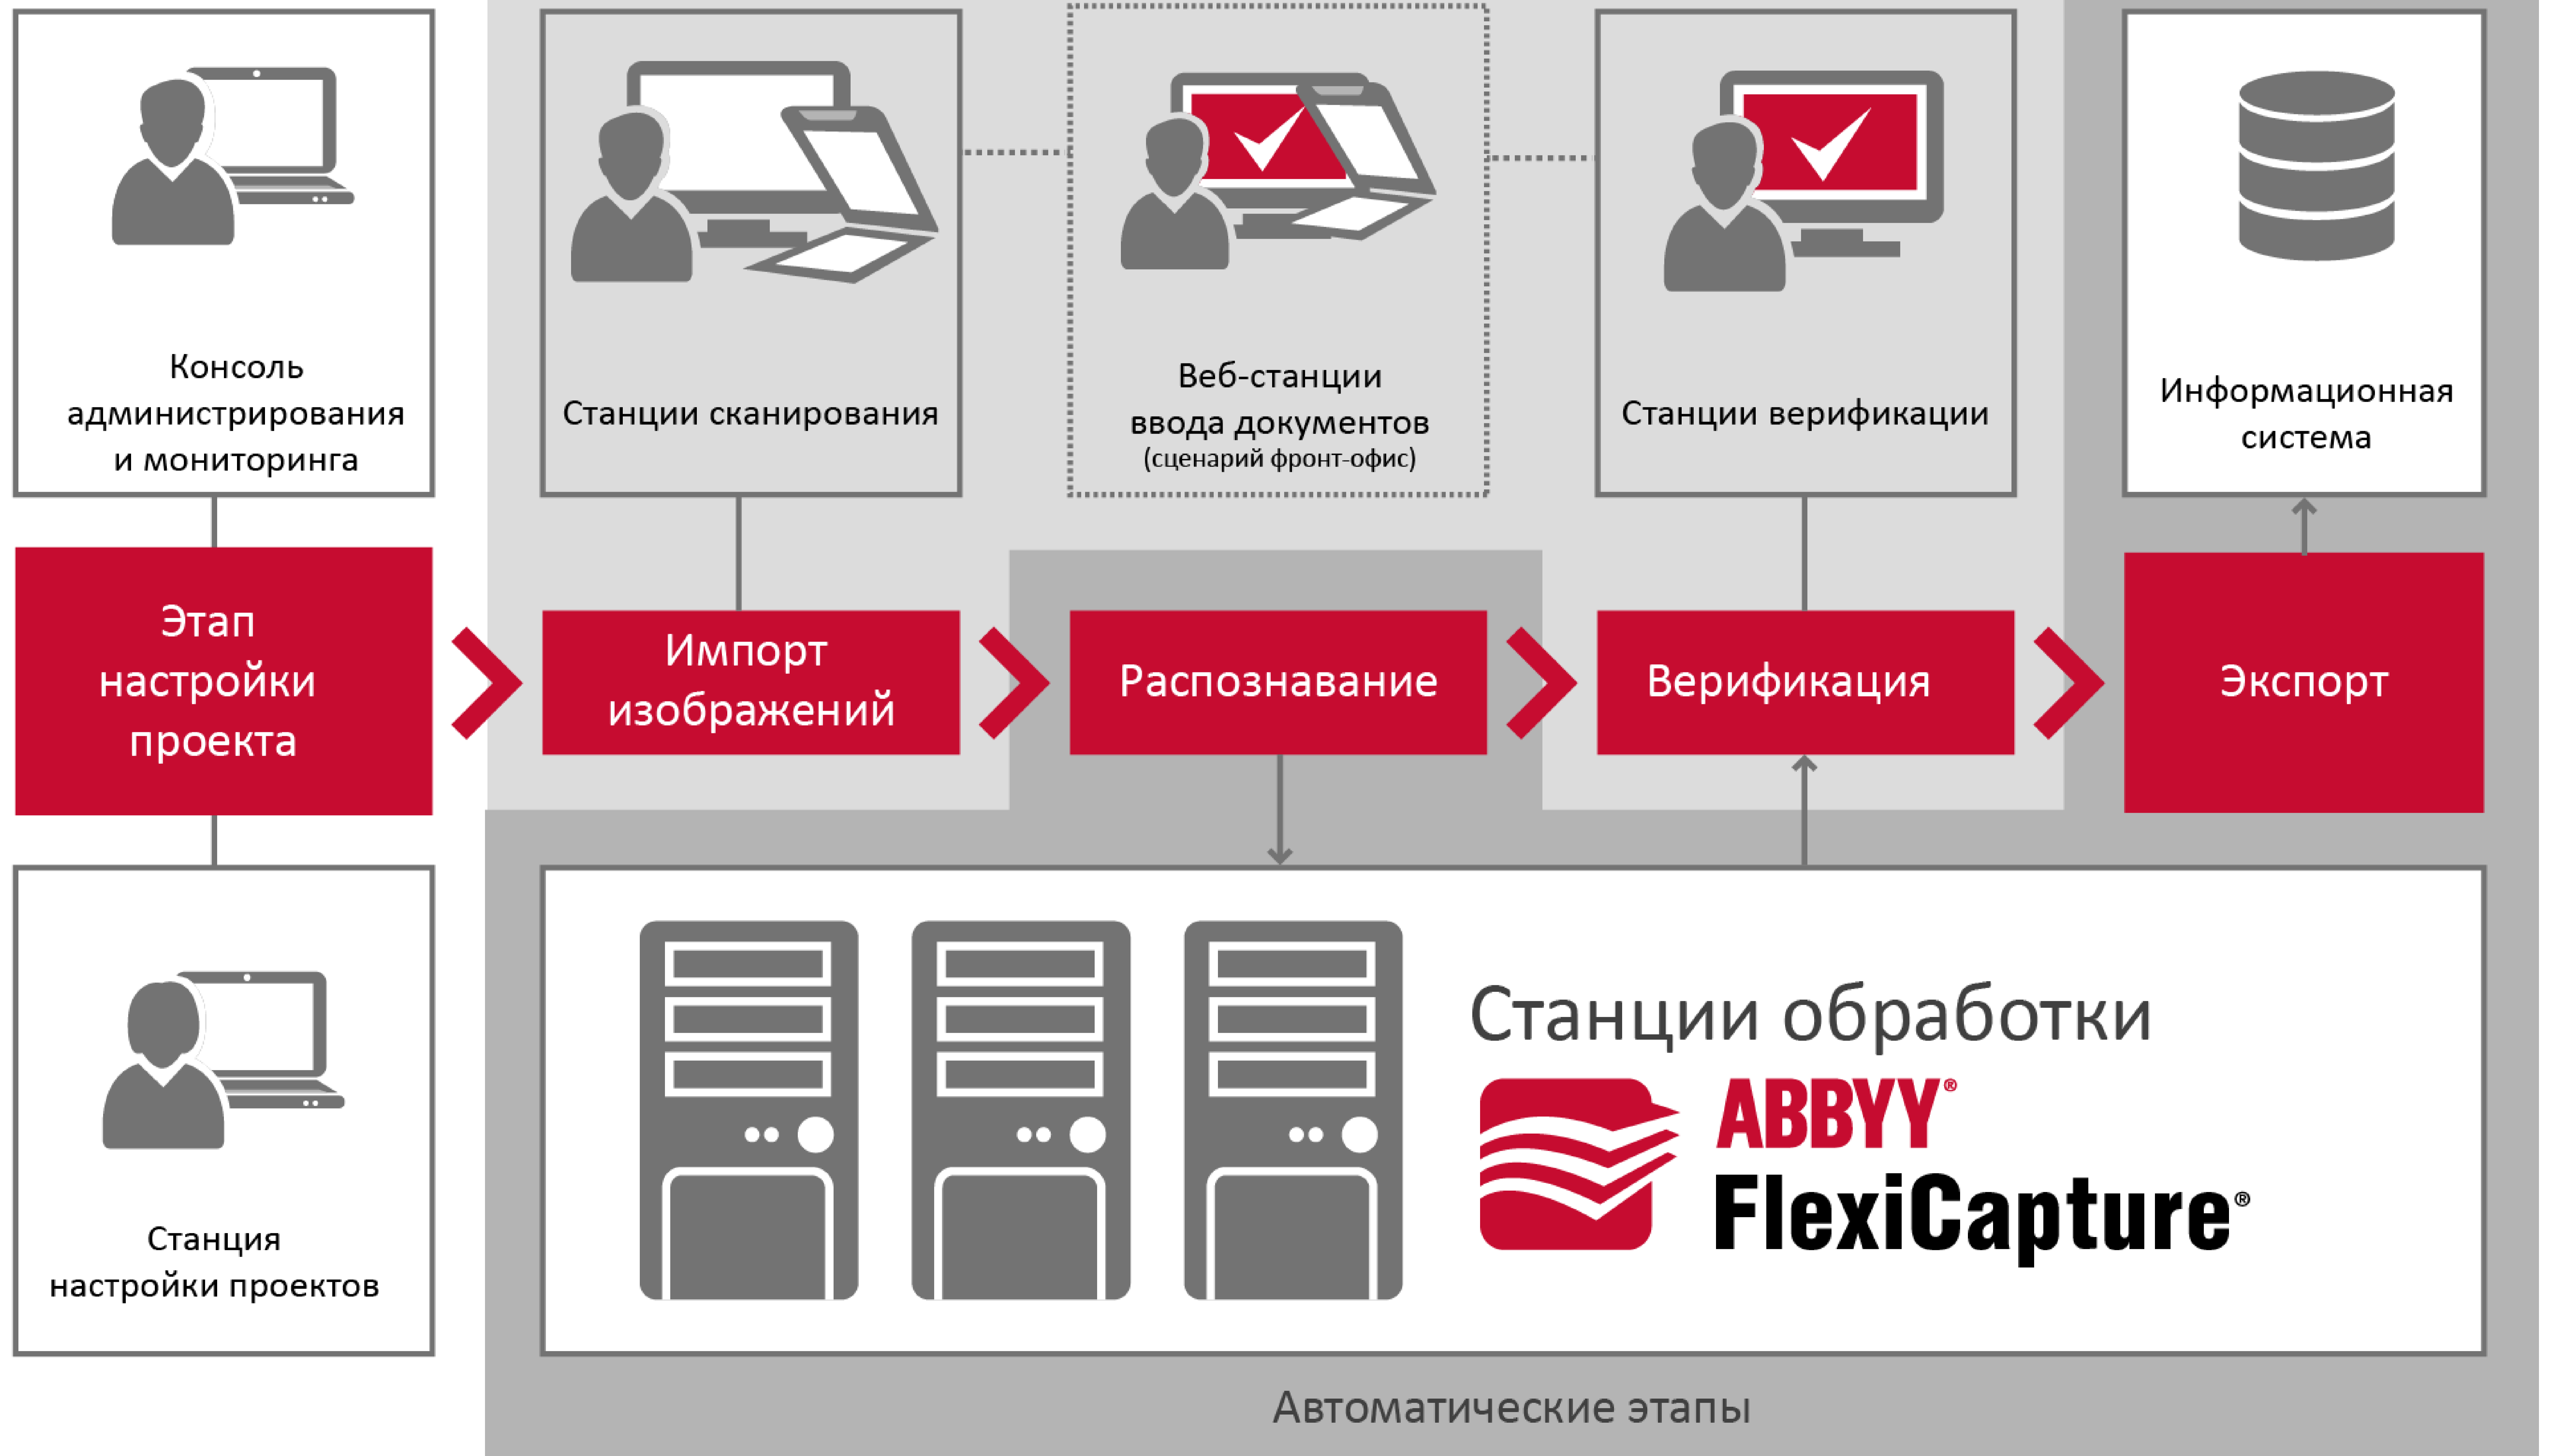 Консоль
администрирования
и мониторинга
Станции сканирования
Веб-станции
ввода документов
(сценарий фронт-офис)
Станции верификации
Информационная
система
Этап
настройки
проекта
Импорт
изображений
Распознавание
Верификация
Экспорт
Станция
настройки проектов
Станции обработки
ABBYY®
FlexiCapture®
Автоматические этапы